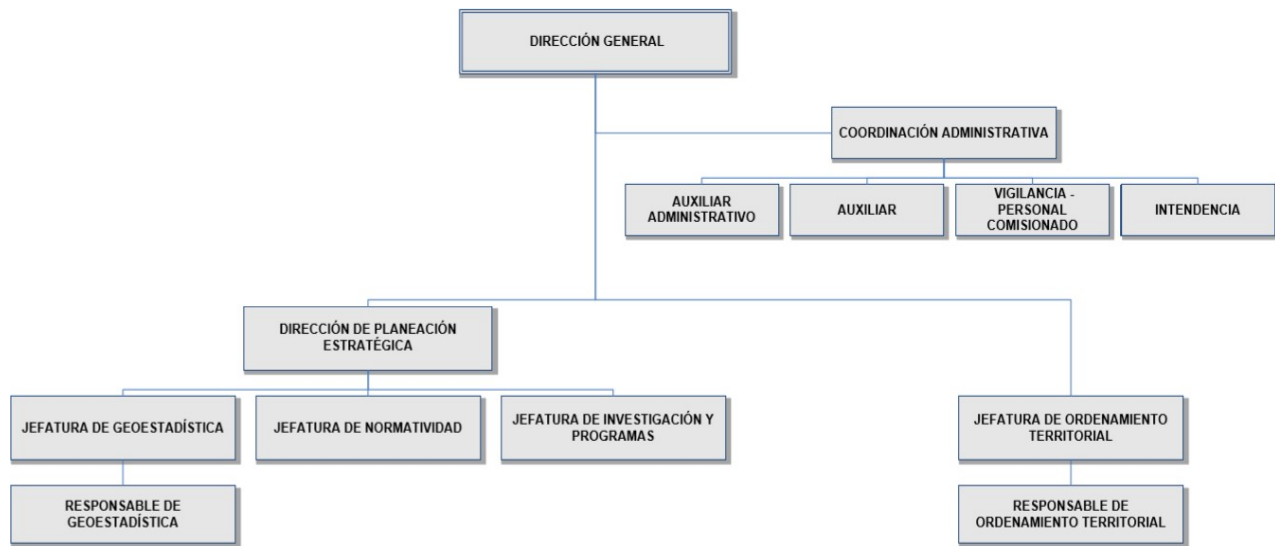 DIRECCIÓN GENERAL
COORDINACIÓN ADMINISTRATIVA
AUXILIAR
ADMINISTRATIVO
AUXILIAR
VIGILANCIA -
PERSONAL
COMISIONADO
INTENDENCIA
DIRECCIÓN DE PLANEACIÓN
ESTRATÉGICA
JEFATURA DE GEOESTADÍSTICA
JEFATURA DE NORMATIVIDAD
JEFATURA DE INVESTIGACIÓN Y
PROGRAMAS
JEFATURA DE ORDENAMIENTO
TERRITORIAL
RESPONSABLE DE
GEOESTADÍSTICA
RESPONSABLE DE
ORDENAMIENTO TERRITORIAL